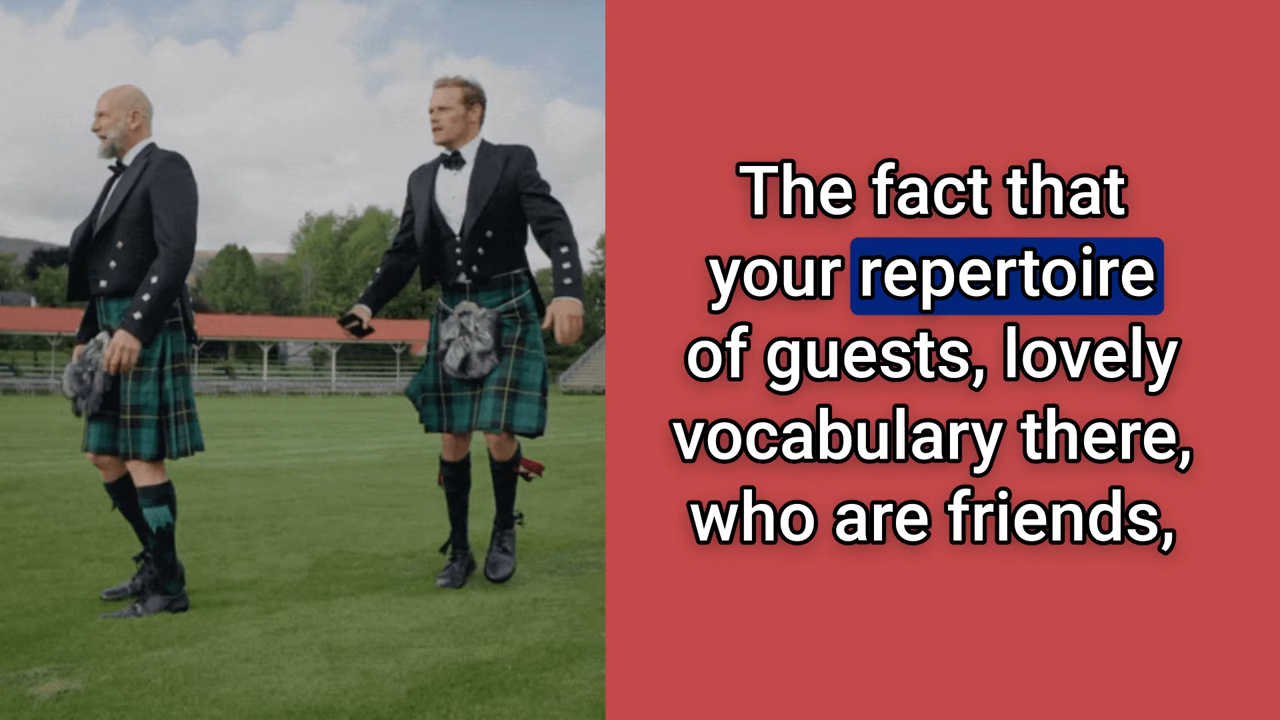 The fact that
your repertoire
of guests, lovely
vocabulary there,
who are friends,